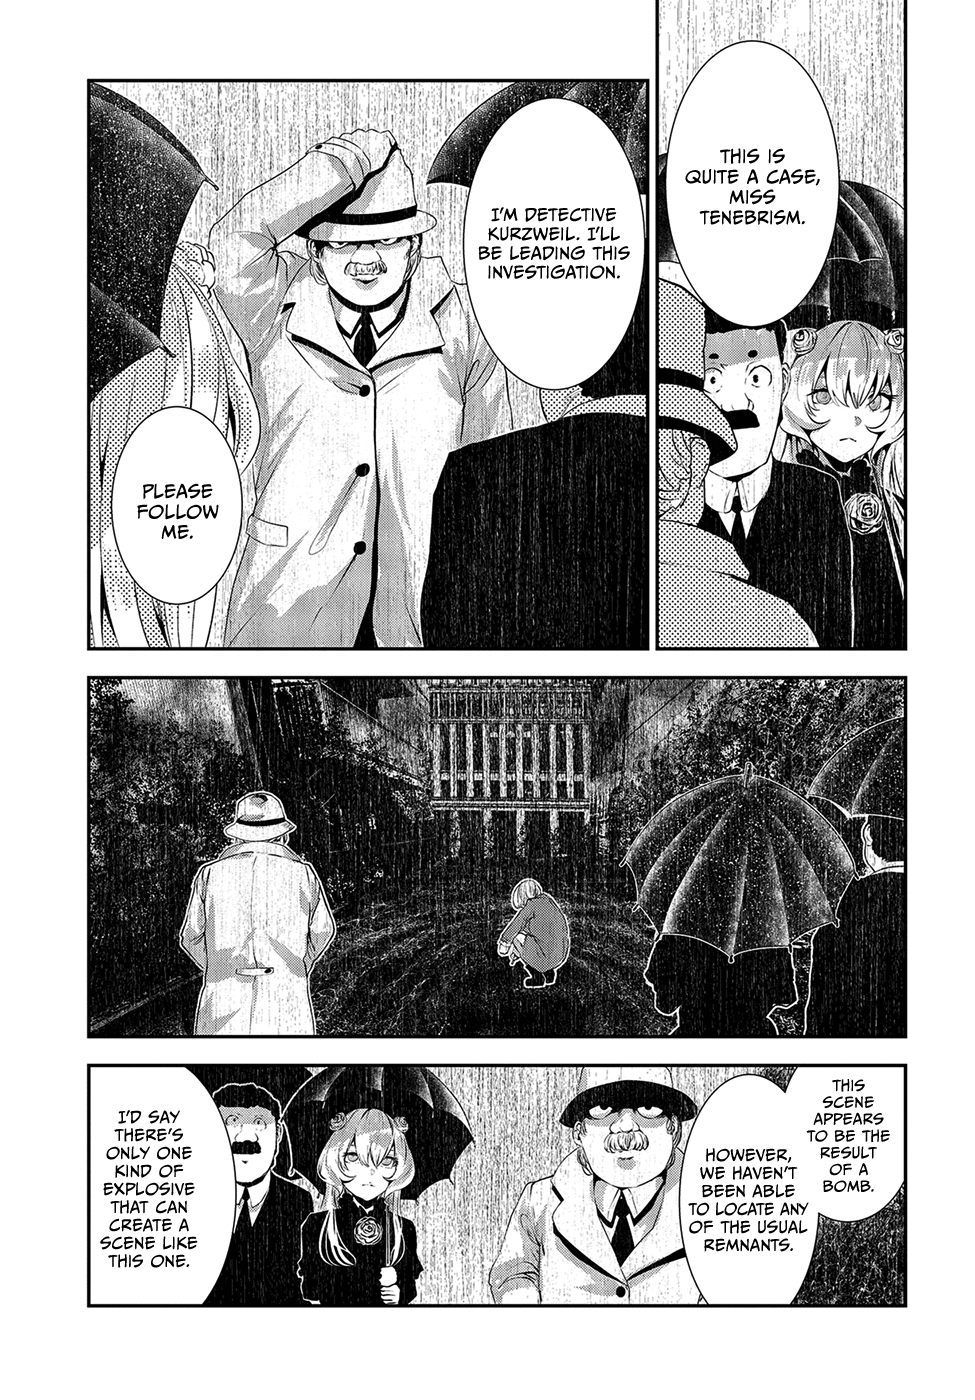 THIS IS
QUITE A CASE,
MISS
TENEBRISM.
I'M DETECTIVE
KURZWEIL. I'LL
BE LEADING THIS
INVESTIGATION.
PLEASE
FOLLOW
ME.
THIS
SCENE
APPEARS
TO BE THE
RESULT
OF A
BOMB.
HOWEVER,
WE HAVEN'T
BEEN ABLE
TO LOCATE ANY
OF THE USUAL
REMNANTS.
I'D SAY
THERE'S
ONLY ONE
KIND OF
EXPLOSIVE
THAT CAN
CREATE A
SCENE LIKE
THIS ONE.